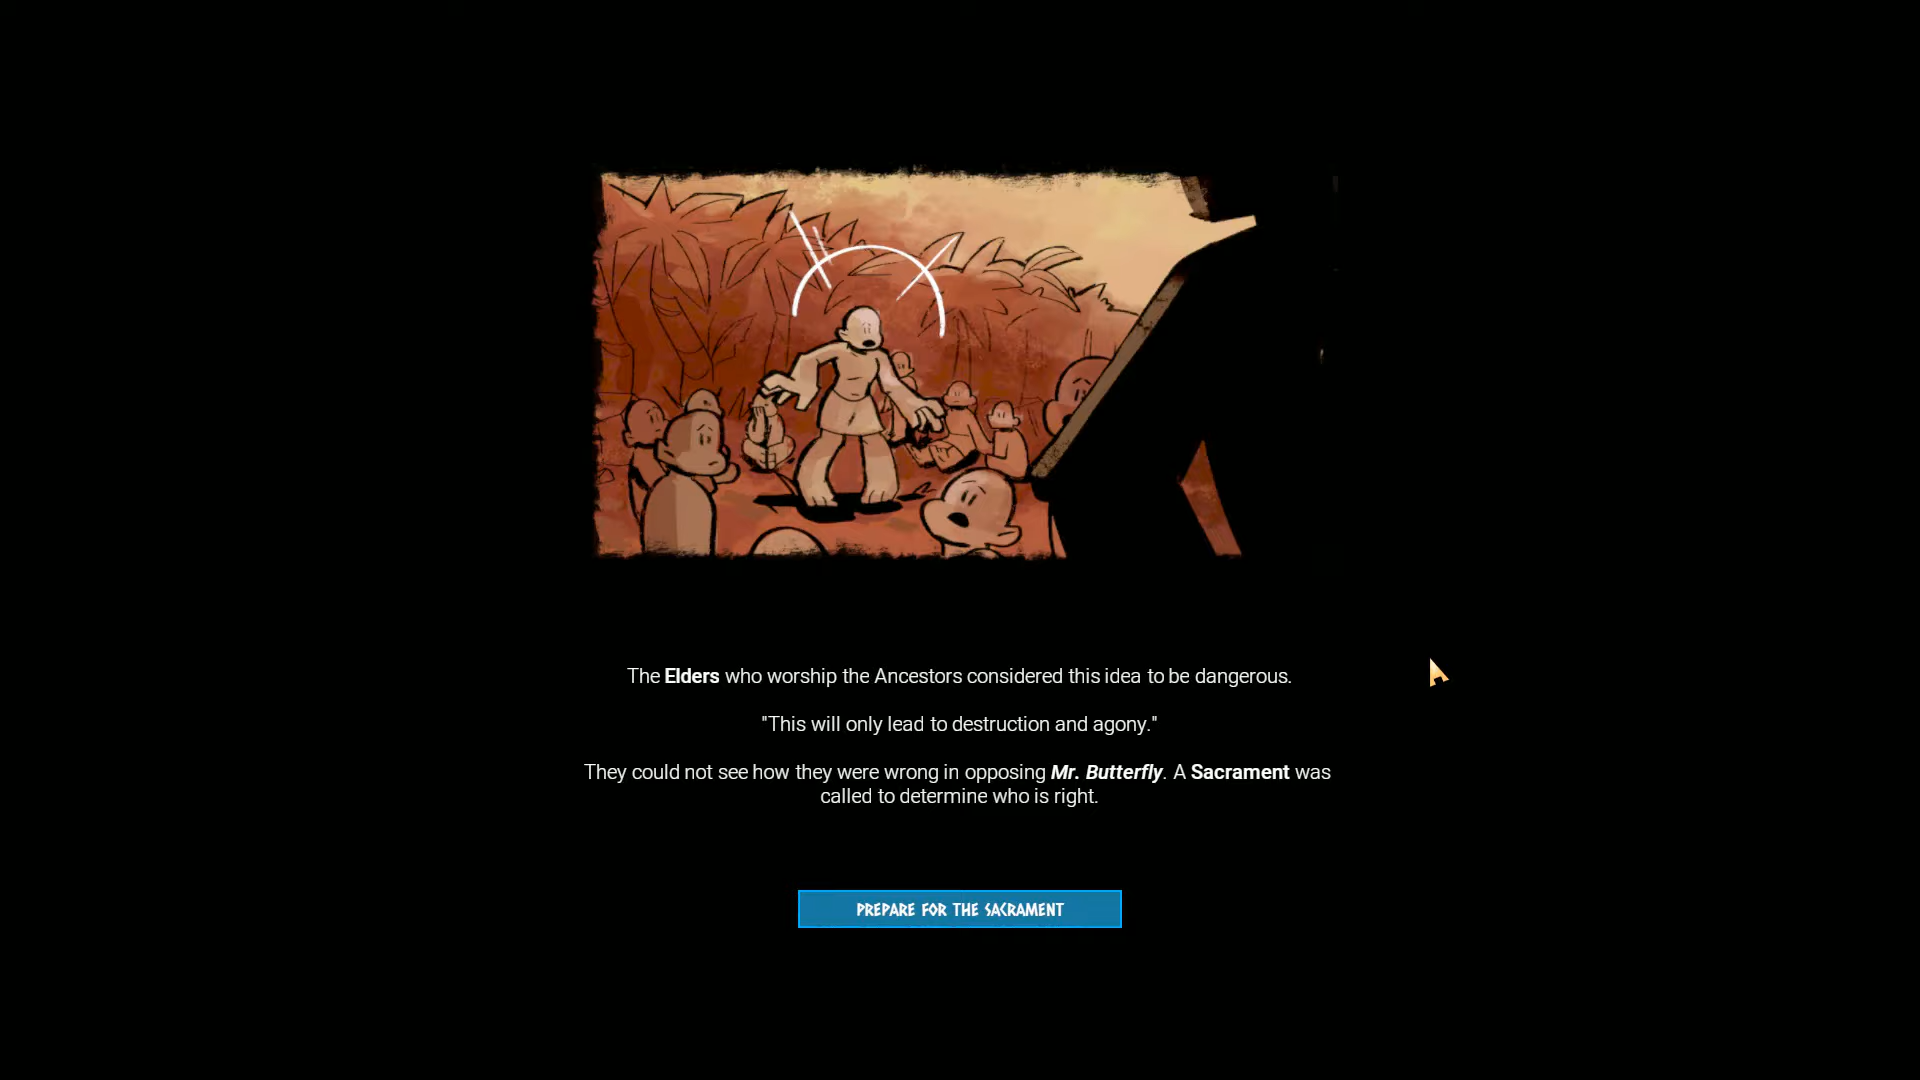 The Elders who worship the Ancestors considered this idea to be dangerous.
"This will only lead to destruction and agony."
They could not see how they were wrong in opposing Mr. Butterfly. A Sacrament was
called to determine who is right.
PREPARE FOR THE SACRAMENT